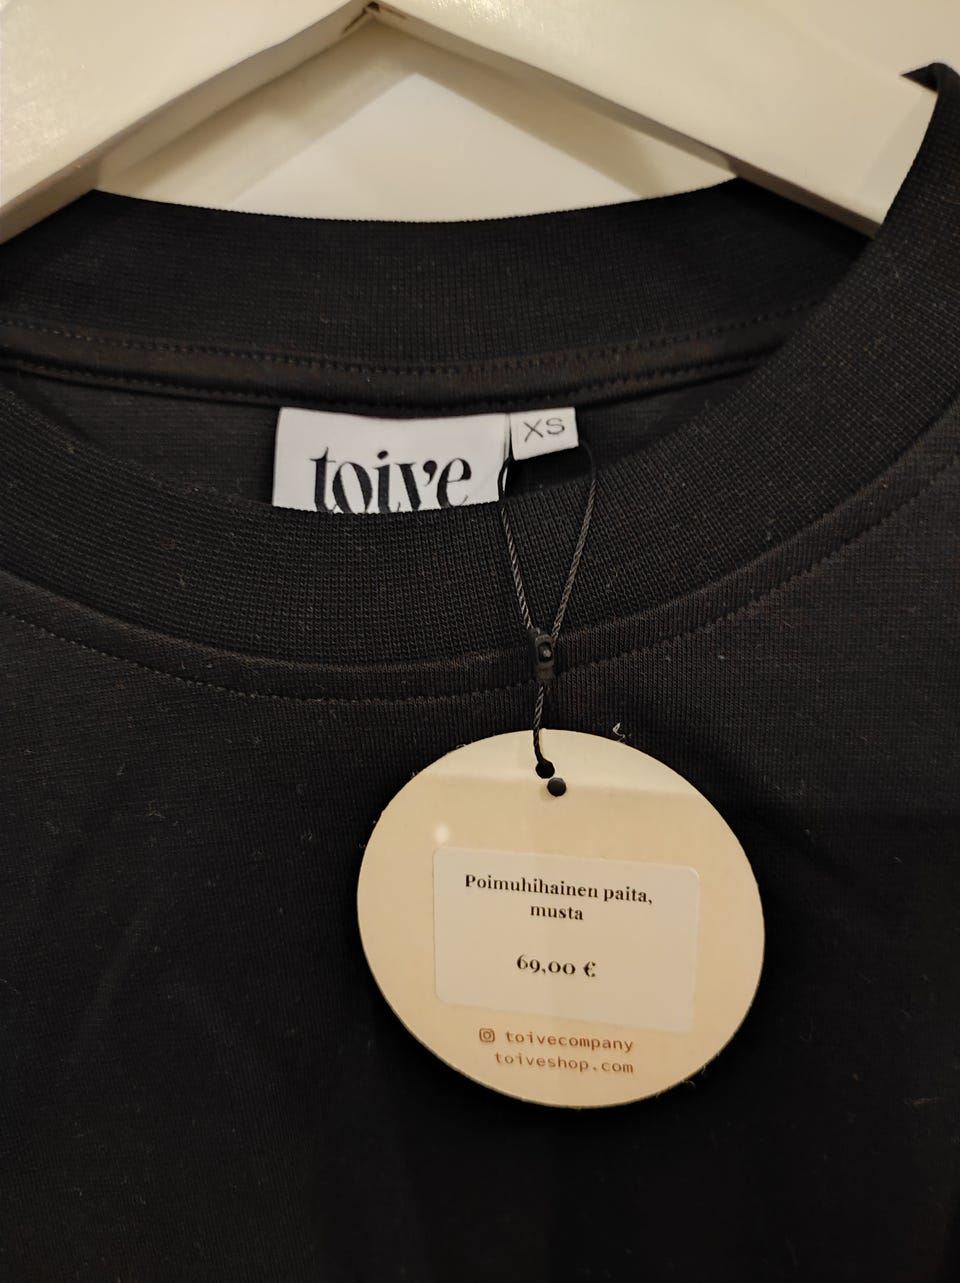 toive
XS
Poimuhihainen paita,
musta
69,00 €
toivecompany
toiveshop.com